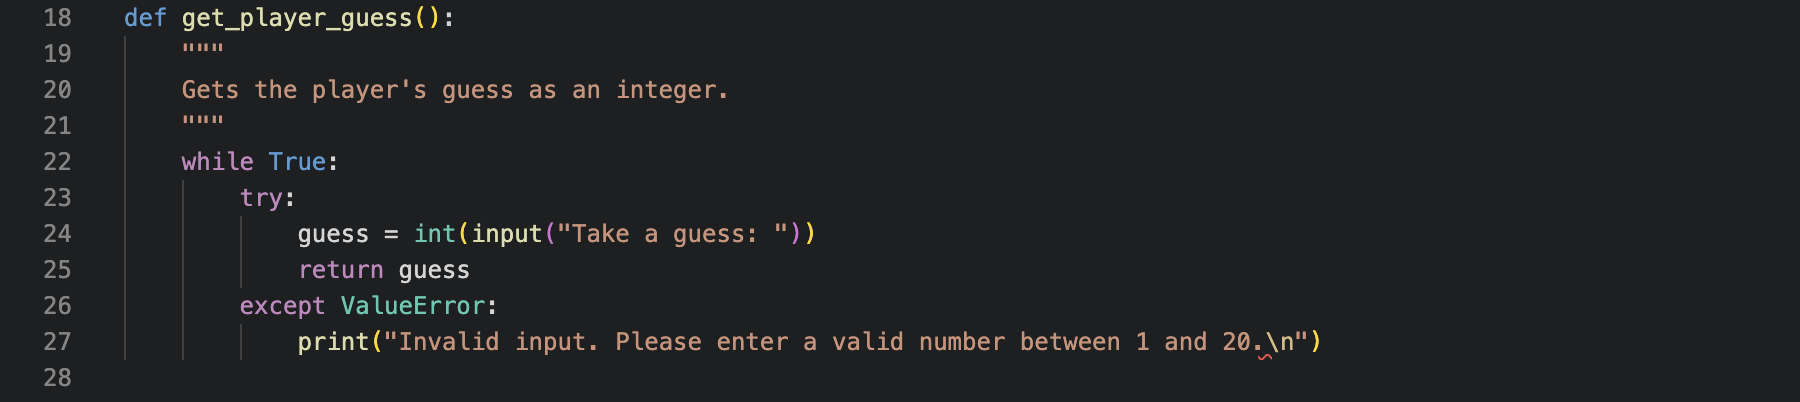 18 def get_player_guess():
19 """
20 Gets the player's guess as an integer.
21 """
22 while True:
23 try:
24 guess = int(input("Take a guess: "))
25 return guess
26 except ValueError:
27 print("Invalid input. Please enter a valid number between 1 and 20.\n")
28